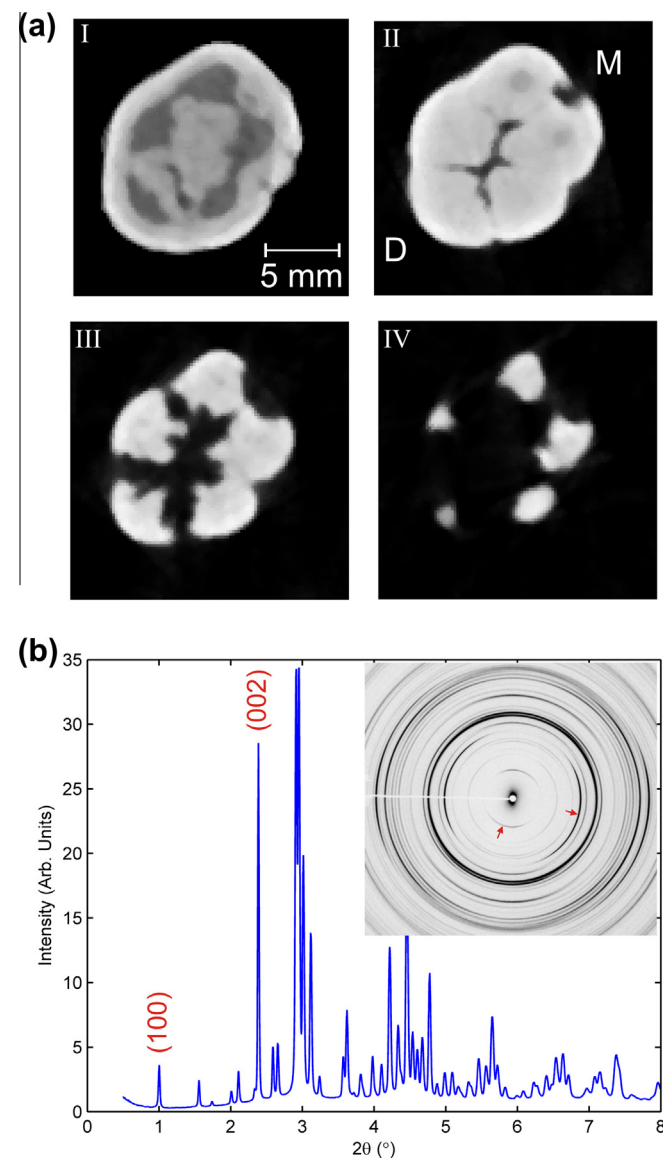 (a)
I
5 mm
II
M
D
III
IV
(b)
35
30
25
20
15
10
5
0
Intensity (Arb. Units)
(100)
(002)
0 1 2 3 4 5 6 7 8
2θ (°)